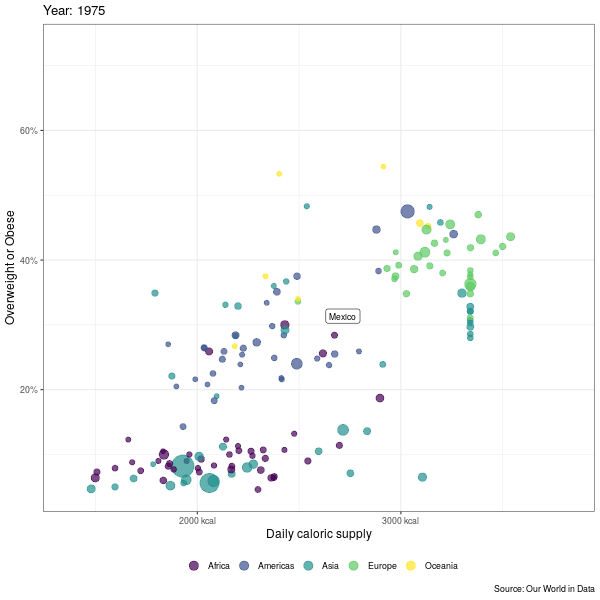 Year: 1975
Overweight or Obese
60%
40%
20%
Mexico
2000 kcal
3000 kcal
Daily caloric supply
Africa
Americas
Asia
Europe
Oceania
Source: Our World in Data